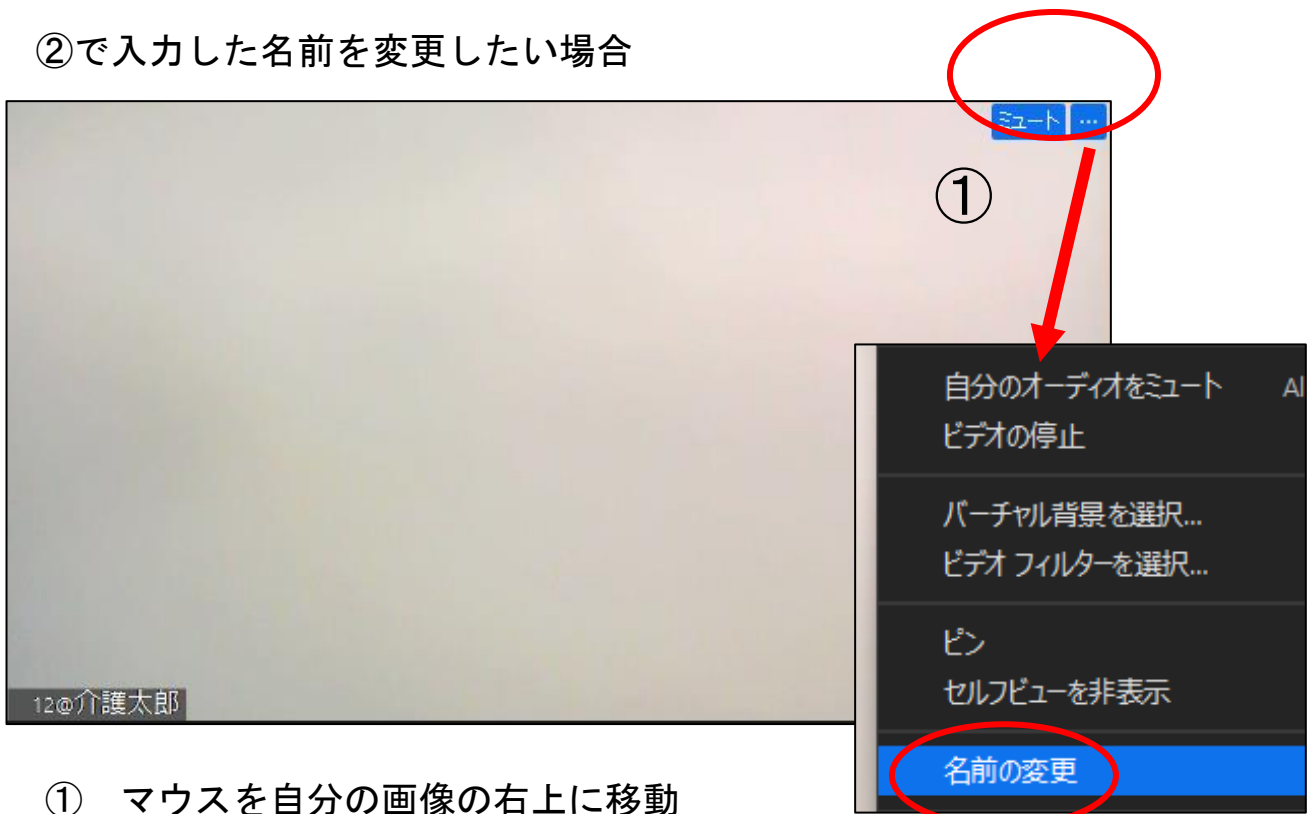 ②で入力した名前を変更したい場合
ミュート ...
①
自分のオーディオをミュート Al
ビデオの停止
バーチャル背景を選択...
ビデオ フィルターを選択...
ピン
セルフビューを非表示
12@介護太郎
名前の変更
① マウスを自分の画像の右上に移動